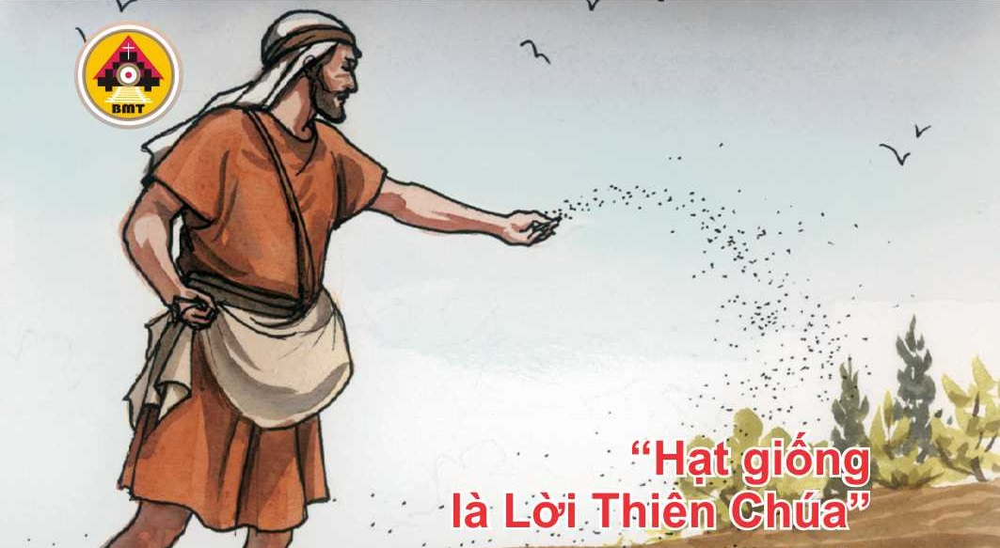 BMT
“Hạt giống
là Lời Thiên Chúa”